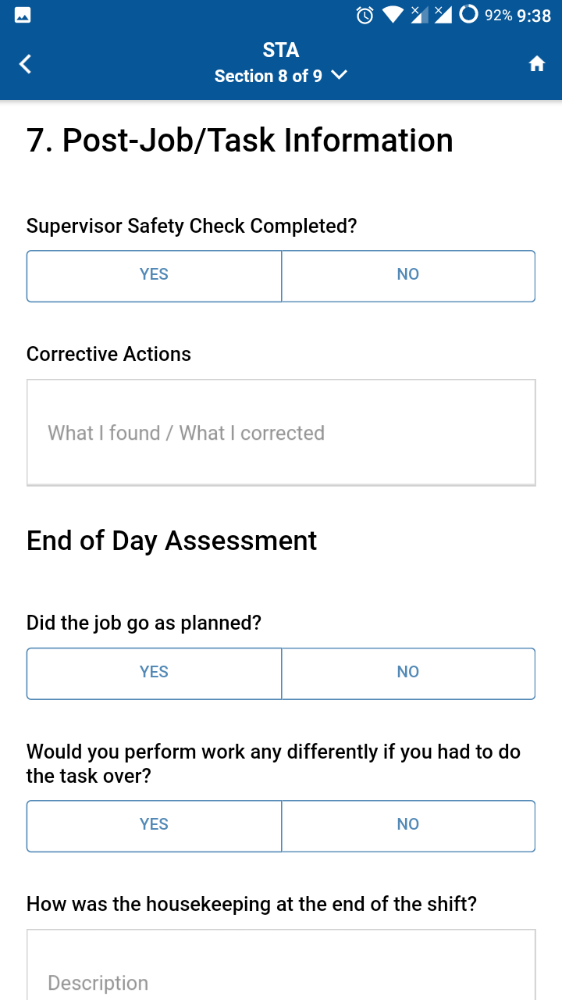 92% 9:38
STA
Section 8 of 9
7. Post-Job/Task Information
Supervisor Safety Check Completed?
YES NO
Corrective Actions
What I found / What I corrected
End of Day Assessment
Did the job go as planned?
YES NO
Would you perform work any differently if you had to do
the task over?
YES NO
How was the housekeeping at the end of the shift?
Description